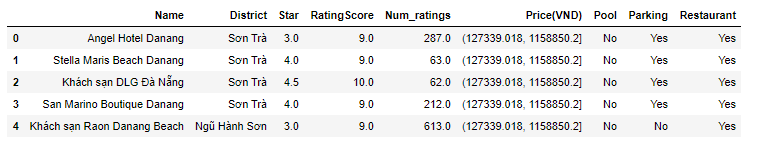 Name District Star RatingScore Num_ratings Price(VND) Pool Parking Restaurant
0 Angel Hotel Danang Sơn Trà 3.0 9.0 287.0 (127339.018, 1158850.2] No Yes Yes
1 Stella Maris Beach Danang Sơn Trà 4.0 9.0 63.0 (127339.018, 1158850.2] No Yes Yes
2 Khách sạn DLG Đà Nẵng Sơn Trà 4.5 10.0 62.0 (127339.018, 1158850.2] No Yes Yes
3 San Marino Boutique Danang Sơn Trà 4.0 9.0 212.0 (127339.018, 1158850.2] No Yes Yes
4 Khách sạn Raon Danang Beach Ngũ Hành Sơn 3.0 9.0 613.0 (127339.018, 1158850.2] No No Yes